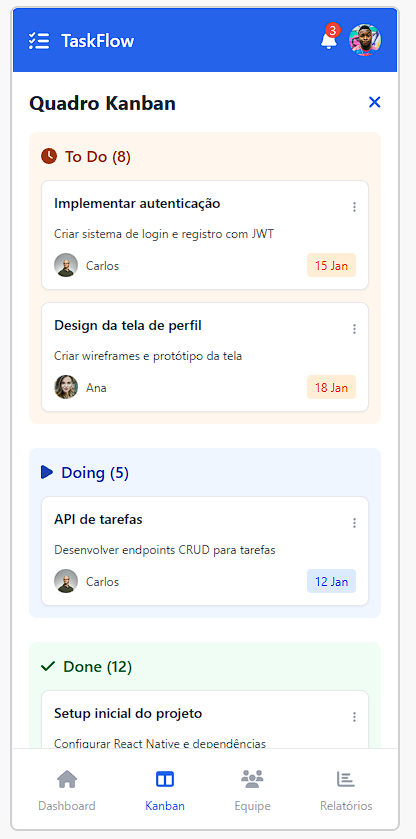 TaskFlow
3
Quadro Kanban
To Do (8)
Implementar autenticação
Criar sistema de login e registro com JWT
Carlos
15 Jan
Design da tela de perfil
Criar wireframes e protótipo da tela
Ana
18 Jan
Doing (5)
API de tarefas
Desenvolver endpoints CRUD para tarefas
Carlos
12 Jan
Done (12)
Setup inicial do projeto
Configurar React Native e dependências
Dashboard
Kanban
Equipe
Relatórios